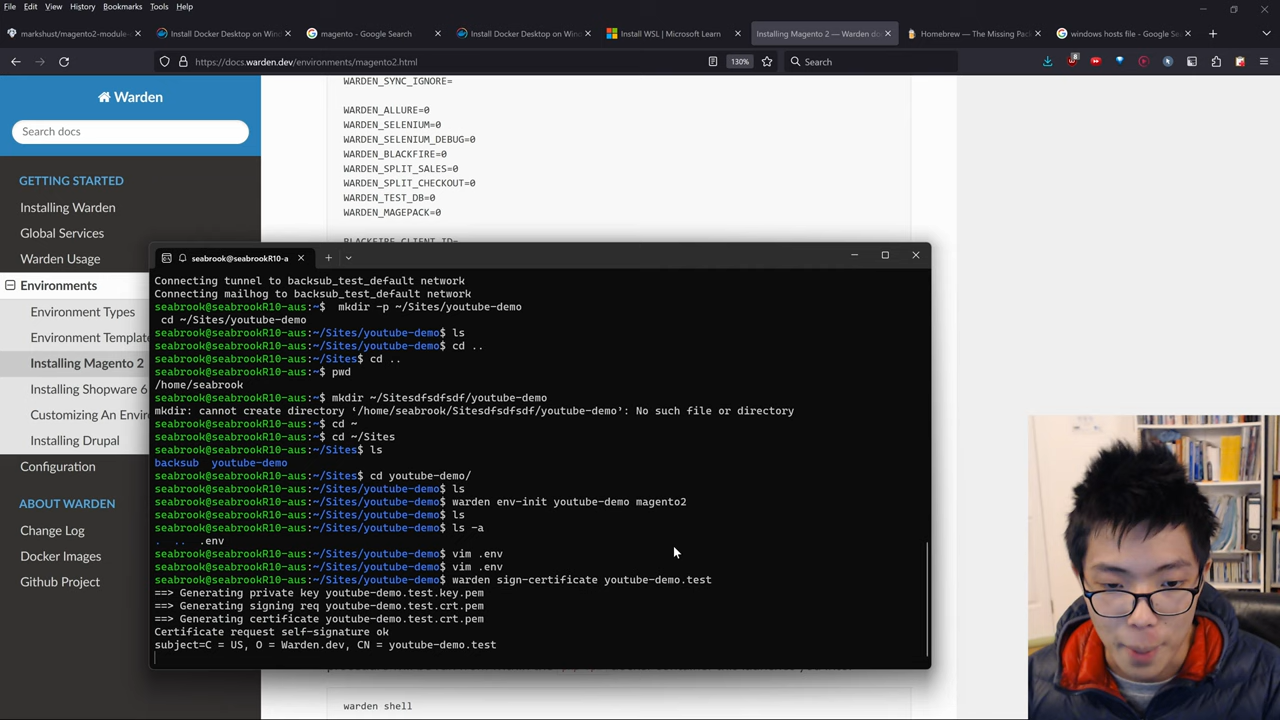 File Edit View History Bookmarks Tools Help
markshust/magento2-module-
Install Docker Desktop on Wind
magento - Google Search
Install Docker Desktop on Wind
Install WSL | Microsoft Learn
Installing Magento 2 — Warden do
Homebrew — The Missing Pac
windows hosts file - Google Se
https://docs.warden.dev/environments/magento2.html
130%
Search
8
Warden
Search docs
GETTING STARTED
Installing Warden
Global Services
Warden Usage
Environments
Environment Types
Environment Templat
Installing Magento 2
Installing Shopware 6
Customizing An Enviro
Installing Drupal
Configuration
ABOUT WARDEN
Change Log
Docker Images
Github Project
WARDEN_SYNC_IGNORE=
WARDEN_ALLURE=0
WARDEN_SELENIUM=0
WARDEN_SELENIUM_DEBUG=0
WARDEN_BLACKFIRE=0
WARDEN_SPLIT_SALES=0
WARDEN_SPLIT_CHECKOUT=0
WARDEN_TEST_DB=0
WARDEN_MAGEPACK=0
BLACKFIRE_CLIENT_ID=
seabrook@seabrookR10-a
Connecting tunnel to backsub_test_default network
Connecting mailhog to backsub_test_default network
seabrook@seabrookR10-aus:~$  mkdir -p ~/Sites/youtube-demo
 cd ~/Sites/youtube-demo
seabrook@seabrookR10-aus:~/Sites/youtube-demo$ ls
seabrook@seabrookR10-aus:~/Sites/youtube-demo$ cd ..
seabrook@seabrookR10-aus:~/Sites$ cd ..
seabrook@seabrookR10-aus:~$ pwd
/home/seabrook
seabrook@seabrookR10-aus:~$ mkdir ~/Sitesdfsdfsdf/youtube-demo
mkdir: cannot create directory ‘/home/seabrook/Sitesdfsdfsdf/youtube-demo’: No such file or directory
seabrook@seabrookR10-aus:~$ cd ~
seabrook@seabrookR10-aus:~$ cd ~/Sites
seabrook@seabrookR10-aus:~/Sites$ ls
backsub  youtube-demo
seabrook@seabrookR10-aus:~/Sites$ cd youtube-demo/
seabrook@seabrookR10-aus:~/Sites/youtube-demo$ ls
seabrook@seabrookR10-aus:~/Sites/youtube-demo$ warden env-init youtube-demo magento2
seabrook@seabrookR10-aus:~/Sites/youtube-demo$ ls
seabrook@seabrookR10-aus:~/Sites/youtube-demo$ ls -a
.  ..  .env
seabrook@seabrookR10-aus:~/Sites/youtube-demo$ vim .env
seabrook@seabrookR10-aus:~/Sites/youtube-demo$ vim .env
seabrook@seabrookR10-aus:~/Sites/youtube-demo$ warden sign-certificate youtube-demo.test
==> Generating private key youtube-demo.test.key.pem
==> Generating signing req youtube-demo.test.crt.pem
==> Generating certificate youtube-demo.test.crt.pem
Certificate request self-signature ok
subject=C = US, O = Warden.dev, CN = youtube-demo.test
warden shell